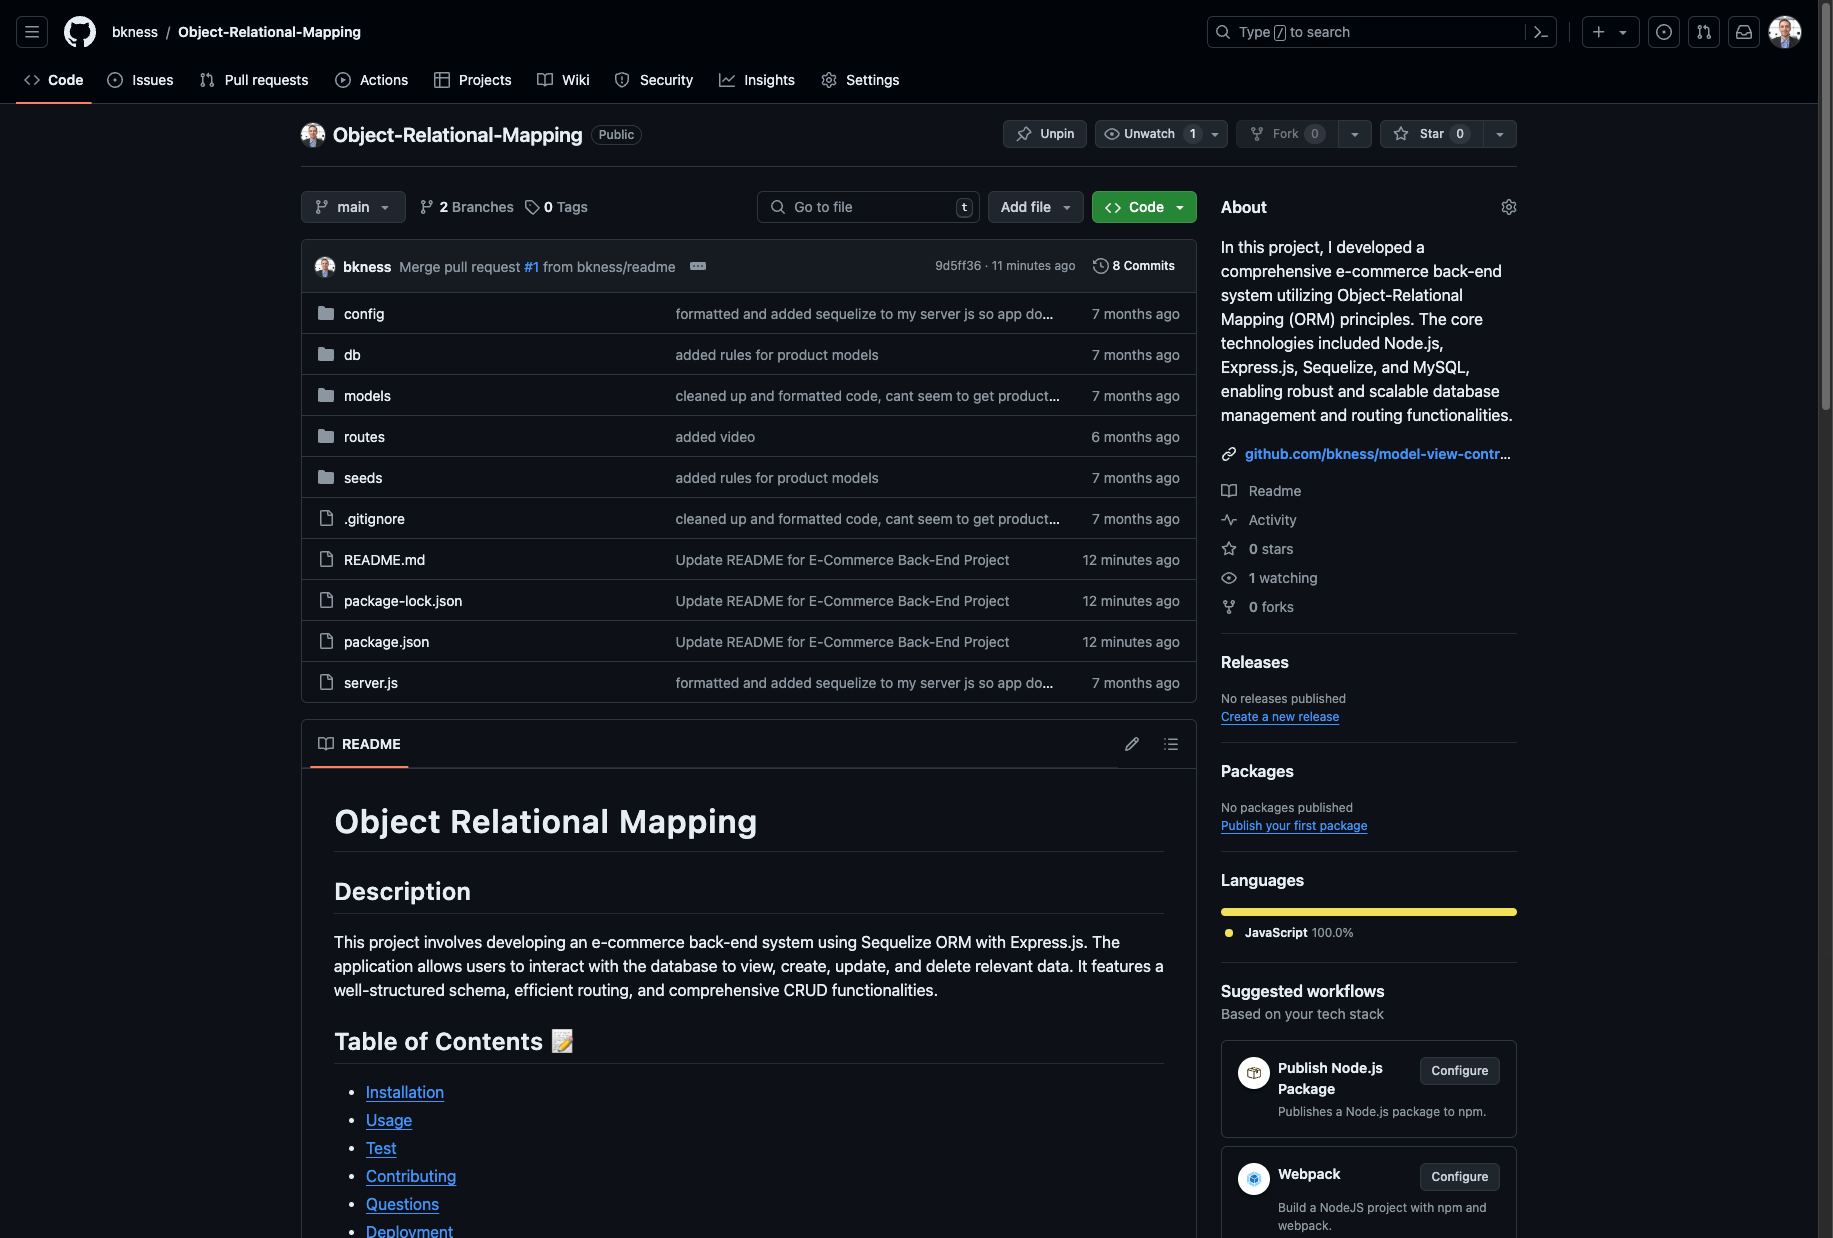 bkness / Object-Relational-Mapping
Type / to search
Code Issues Pull requests Actions Projects Wiki Security Insights Settings
Object-Relational-Mapping Public
Unpin Unwatch 1 Fork 0 Star 0
main 2 Branches 0 Tags Go to file t Add file Code
bkness Merge pull request #1 from bkness/readme 9d5ff36 · 11 minutes ago 8 Commits
config formatted and added sequelize to my server js so app do... 7 months ago
db added rules for product models 7 months ago
models cleaned up and formatted code, cant seem to get product... 7 months ago
routes added video 6 months ago
seeds added rules for product models 7 months ago
.gitignore cleaned up and formatted code, cant seem to get product... 7 months ago
README.md Update README for E-Commerce Back-End Project 12 minutes ago
package-lock.json Update README for E-Commerce Back-End Project 12 minutes ago
package.json Update README for E-Commerce Back-End Project 12 minutes ago
server.js formatted and added sequelize to my server js so app do... 7 months ago
README
Object Relational Mapping
Description
This project involves developing an e-commerce back-end system using Sequelize ORM with Express.js. The
application allows users to interact with the database to view, create, update, and delete relevant data. It features a
well-structured schema, efficient routing, and comprehensive CRUD functionalities.
Table of Contents 📝
Installation
Usage
Test
Contributing
Questions
Deployment
About
In this project, I developed a
comprehensive e-commerce back-end
system utilizing Object-Relational
Mapping (ORM) principles. The core
technologies included Node.js,
Express.js, Sequelize, and MySQL,
enabling robust and scalable database
management and routing functionalities.
github.com/bkness/model-view-contr...
Readme
Activity
0 stars
1 watching
0 forks
Releases
No releases published
Create a new release
Packages
No packages published
Publish your first package
Languages
JavaScript 100.0%
Suggested workflows
Based on your tech stack
Publish Node.js
Package
Configure
Publishes a Node.js package to npm.
Webpack
Configure
Build a NodeJS project with npm and
webpack.